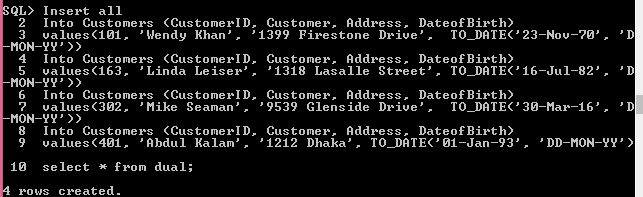 SQL> Insert all
2 Into Customers (CustomerID, Customer, Address, DateofBirth)
3 values(101, 'Wendy Khan', '1399 Firestone Drive', TO_DATE('23-Nov-70', 'D
D-MON-YY'))
4 Into Customers (CustomerID, Customer, Address, DateofBirth)
5 values(163, 'Linda Leiser', '1318 Lasalle Street', TO_DATE('16-Jul-82', 'D
D-MON-YY'))
6 Into Customers (CustomerID, Customer, Address, DateofBirth)
7 values(302, 'Mike Seaman', '9539 Glenside Drive', TO_DATE('30-Mar-16', 'D
D-MON-YY'))
8 Into Customers (CustomerID, Customer, Address, DateofBirth)
9 values(401, 'Abdul Kalam', '1212 Dhaka', TO_DATE('01-Jan-93', 'DD-MON-YY')
10 select * from dual;
4 rows created.